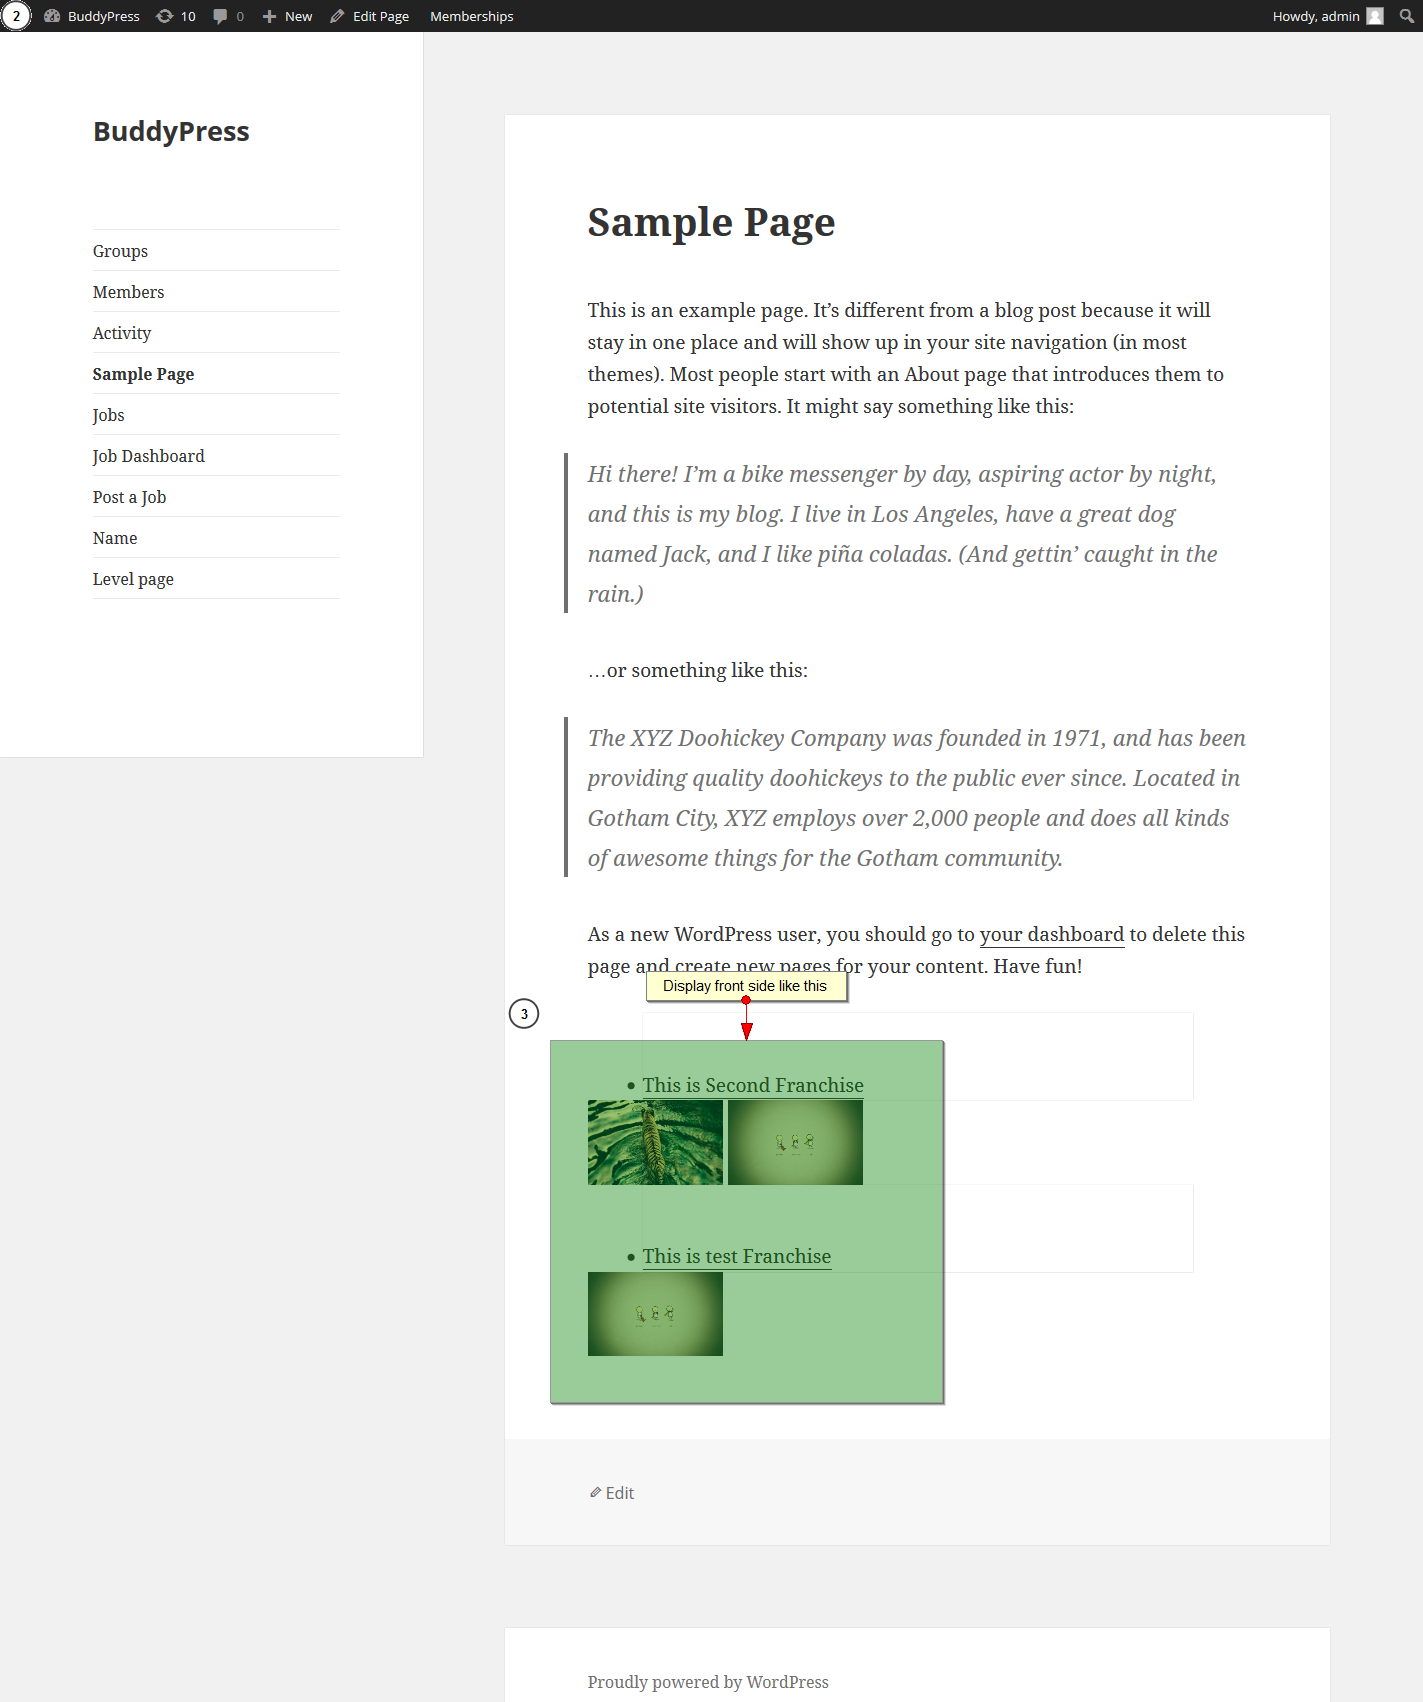 2 BuddyPress 10 0 New Edit Page Memberships Howdy, admin
BuddyPress
Groups
Members
Activity
Sample Page
Jobs
Job Dashboard
Post a Job
Name
Level page
Sample Page
This is an example page. It’s different from a blog post because it will
stay in one place and will show up in your site navigation (in most
themes). Most people start with an About page that introduces them to
potential site visitors. It might say something like this:
Hi there! I’m a bike messenger by day, aspiring actor by night,
and this is my blog. I live in Los Angeles, have a great dog
named Jack, and I like piña coladas. (And gettin’ caught in the
rain.)
…or something like this:
The XYZ Doohickey Company was founded in 1971, and has been
providing quality doohickeys to the public ever since. Located in
Gotham City, XYZ employs over 2,000 people and does all kinds
of awesome things for the Gotham community.
As a new WordPress user, you should go to your dashboard to delete this
page and create new pages for your content. Have fun!
Display front side like this
3
• This is Second Franchise
• This is test Franchise
Edit
Proudly powered by WordPress